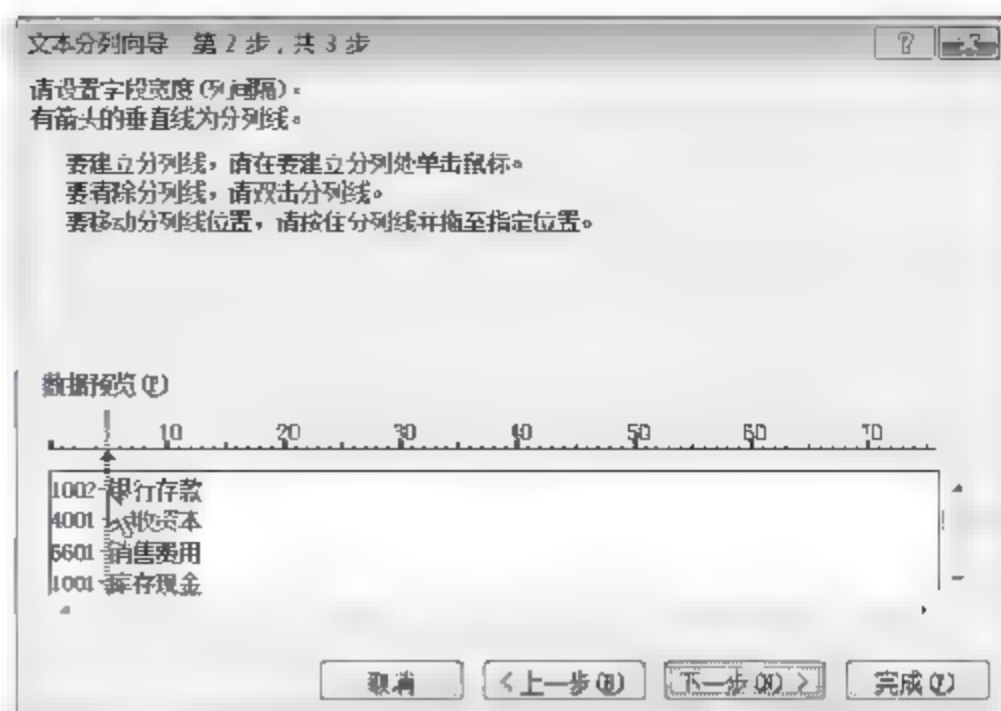 文本分列向导 第 2 步,共 3 步
请设置字段宽度(列间隔)。
有箭头的垂直线为分列线。
要建立分列线,请在要建立分列处单击鼠标。
要清除分列线,请双击分列线。
要移动分列线位置,请按住分列线并拖至指定位置。
数据预览(P)
10 20 30 40 50 60 70
1002 银行存款
4001 收资本
6601 销售费用
1001 库存现金
取消 <上一步(B) 下一步(N)> 完成(F)